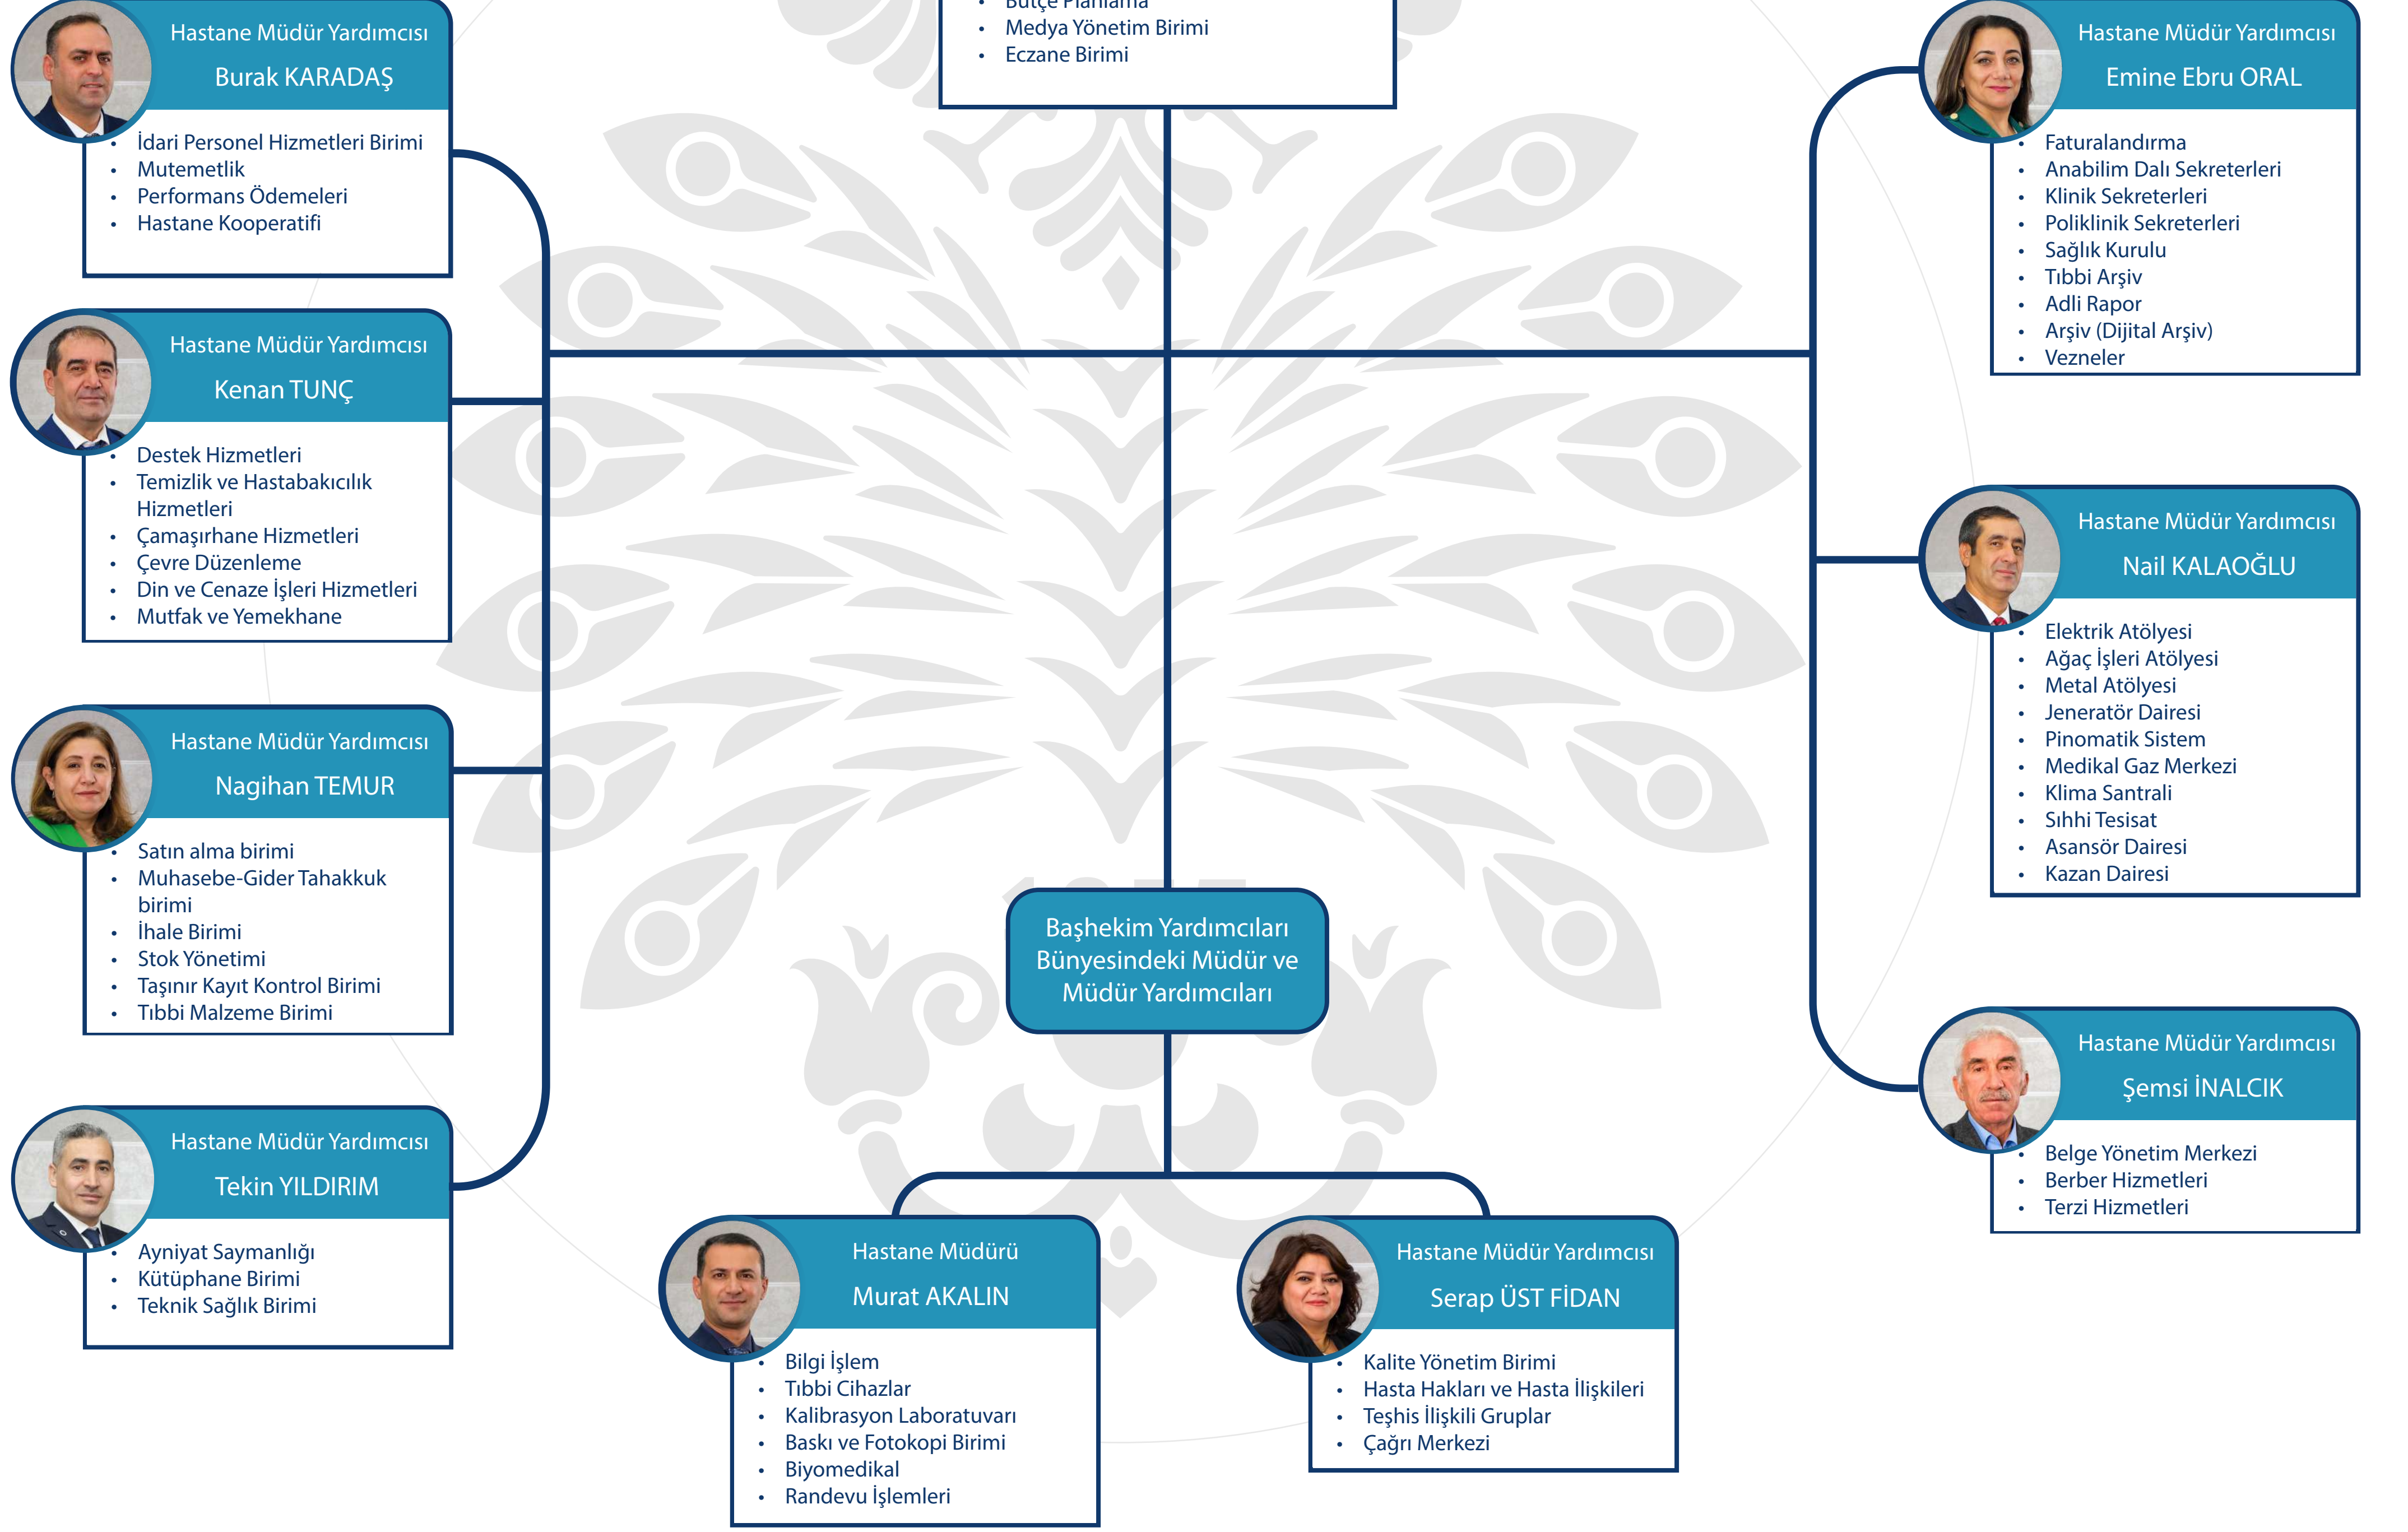 Bütçe Planlama
• Medya Yönetim Birimi
• Eczane Birimi
Hastane Müdür Yardımcısı
Burak KARADAŞ
• İdari Personel Hizmetleri Birimi
• Mutemetlik
• Performans Ödemeleri
• Hastane Kooperatifi
Hastane Müdür Yardımcısı
Kenan TUNÇ
• Destek Hizmetleri
• Temizlik ve Hastabakıcılık
Hizmetleri
• Çamaşırhane Hizmetleri
• Çevre Düzenleme
• Din ve Cenaze İşleri Hizmetleri
• Mutfak ve Yemekhane
Hastane Müdür Yardımcısı
Nagihan TEMUR
• Satın alma birimi
• Muhasebe-Gider Tahakkuk
birimi
• İhale Birimi
• Stok Yönetimi
• Taşınır Kayıt Kontrol Birimi
• Tıbbi Malzeme Birimi
Hastane Müdür Yardımcısı
Tekin YILDIRIM
• Ayniyat Saymanlığı
• Kütüphane Birimi
• Teknik Sağlık Birimi
Hastane Müdür Yardımcısı
Emine Ebru ORAL
• Faturalandırma
• Anabilim Dalı Sekreterleri
• Klinik Sekreterleri
• Poliklinik Sekreterleri
• Sağlık Kurulu
• Tıbbi Arşiv
• Adli Rapor
• Arşiv (Dijital Arşiv)
• Vezneler
Hastane Müdür Yardımcısı
Nail KALAOĞLU
• Elektrik Atölyesi
• Ağaç İşleri Atölyesi
• Metal Atölyesi
• Jeneratör Dairesi
• Pinomatik Sistem
• Medikal Gaz Merkezi
• Klima Santrali
• Sıhhi Tesisat
• Asansör Dairesi
• Kazan Dairesi
Hastane Müdür Yardımcısı
Şemsi İNALCIK
• Belge Yönetim Merkezi
• Berber Hizmetleri
• Terzi Hizmetleri
Başhekim Yardımcıları
Bünyesindeki Müdür ve
Müdür Yardımcıları
Hastane Müdürü
Murat AKALIN
• Bilgi İşlem
• Tıbbi Cihazlar
• Kalibrasyon Laboratuvarı
• Baskı ve Fotokopi Birimi
• Biyomedikal
• Randevu İşlemleri
Hastane Müdür Yardımcısı
Serap ÜST FİDAN
• Kalite Yönetim Birimi
• Hasta Hakları ve Hasta İlişkileri
• Teşhis İlişkili Gruplar
• Çağrı Merkezi